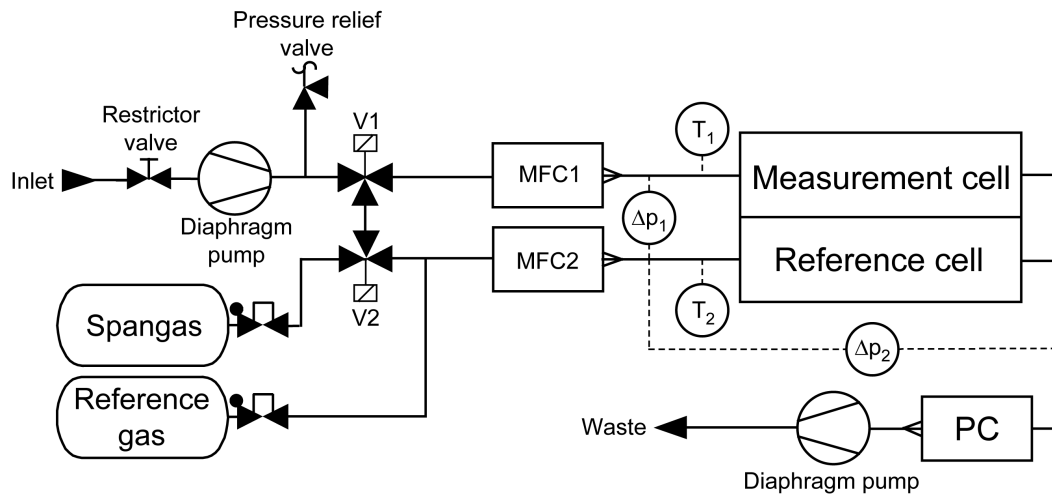 Pressure relief
valve
Restrictor
valve
V1
Inlet
Diaphragm
pump
MFC1
T1
Measurement cell
Δp1
MFC2
Reference cell
T2
V2
Spangas
Δp2
Reference
gas
Waste
PC
Diaphragm pump